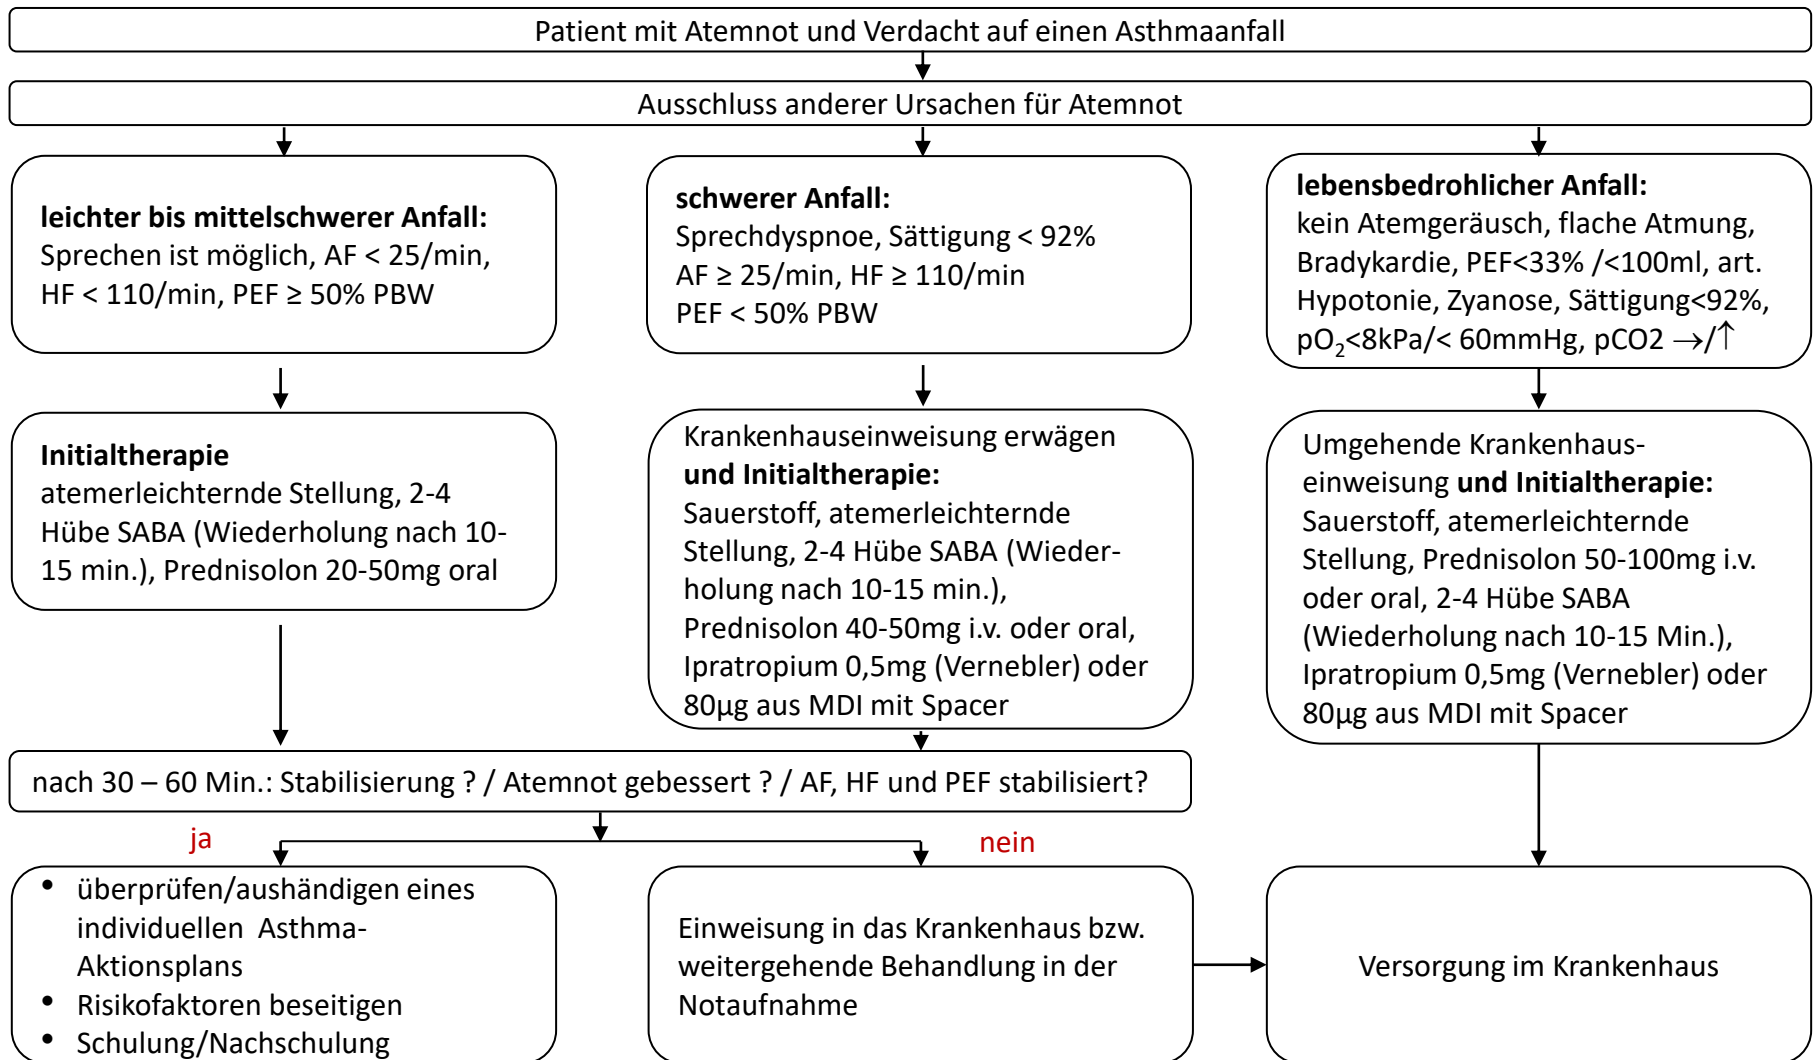 Patient mit Atemnot und Verdacht auf einen Asthmaanfall
Ausschluss anderer Ursachen für Atemnot
leichter bis mittelschwerer Anfall:
Sprechen ist möglich, AF < 25/min,
HF < 110/min, PEF ≥ 50% PBW
schwerer Anfall:
Sprechdyspnoe, Sättigung < 92%
AF ≥ 25/min, HF ≥ 110/min
PEF < 50% PBW
lebensbedrohlicher Anfall:
kein Atemgeräusch, flache Atmung,
Bradykardie, PEF<33% /<100ml, art.
Hypotonie, Zyanose, Sättigung<92%,
pO₂<8kPa/< 60mmHg, pCO2 →/↑
Initialtherapie
atemerleichternde Stellung, 2-4
Hübe SABA (Wiederholung nach 10-
15 min.), Prednisolon 20-50mg oral
Krankenhauseinweisung erwägen
und Initialtherapie:
Sauerstoff, atemerleichternde
Stellung, 2-4 Hübe SABA (Wieder-
holung nach 10-15 min.),
Prednisolon 40-50mg i.v. oder oral,
Ipratropium 0,5mg (Vernebler) oder
80µg aus MDI mit Spacer
Umgehende Krankenhaus-
einweisung und Initialtherapie:
Sauerstoff, atemerleichternde
Stellung, Prednisolon 50-100mg i.v.
oder oral, 2-4 Hübe SABA
(Wiederholung nach 10-15 Min.),
Ipratropium 0,5mg (Vernebler) oder
80µg aus MDI mit Spacer
nach 30 – 60 Min.: Stabilisierung ? / Atemnot gebessert ? / AF, HF und PEF stabilisiert?
ja
nein
• überprüfen/aushändigen eines
individuellen Asthma-
Aktionsplans
• Risikofaktoren beseitigen
• Schulung/Nachschulung
Einweisung in das Krankenhaus bzw.
weitergehende Behandlung in der
Notaufnahme
Versorgung im Krankenhaus